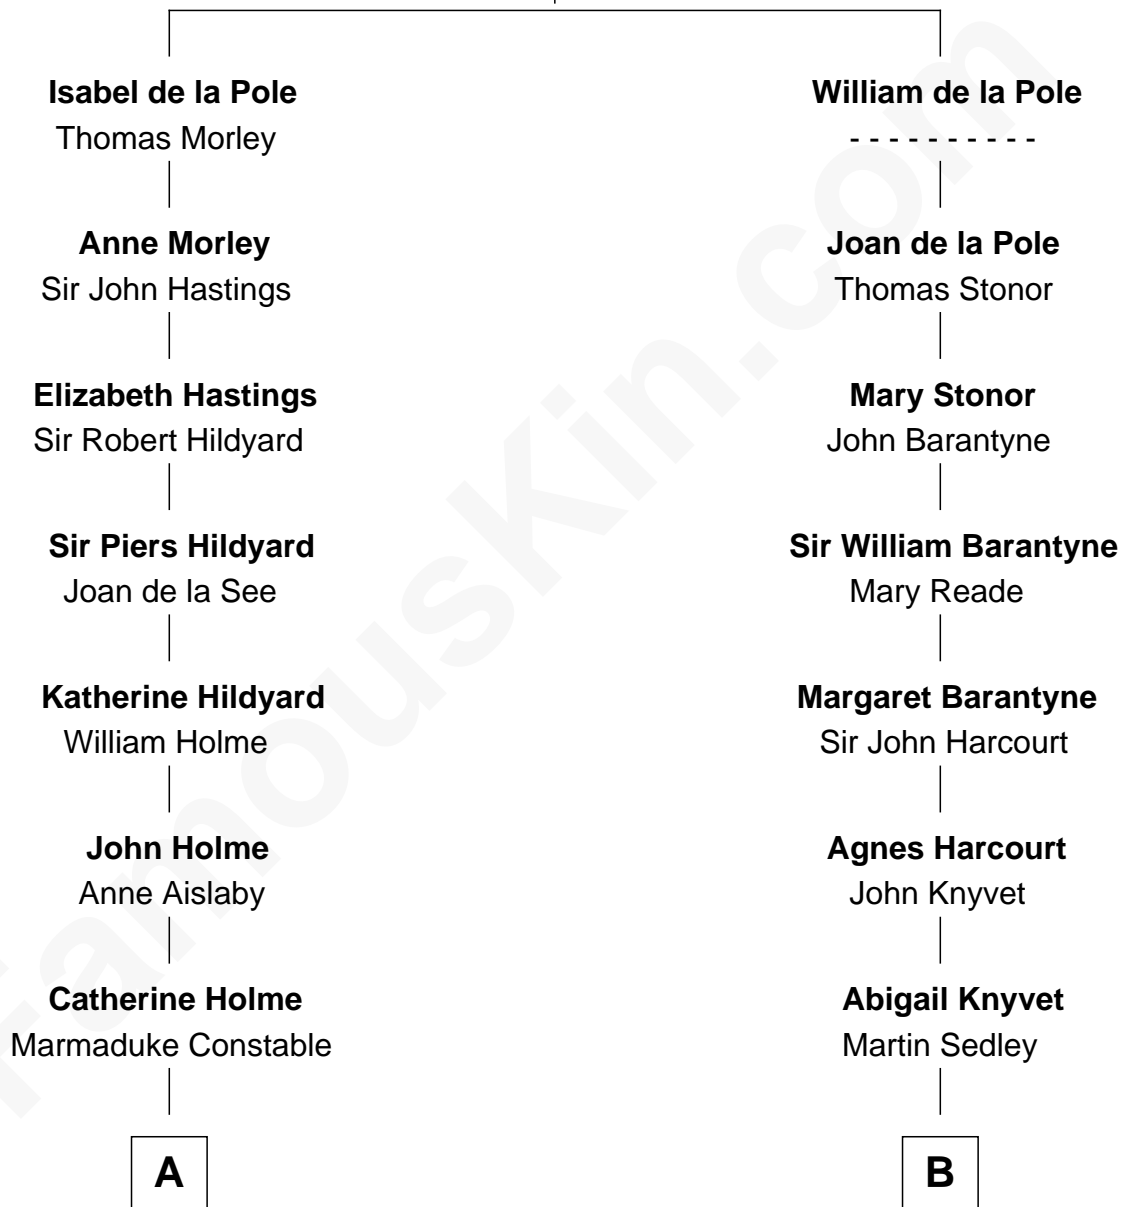 Isabel de la Pole
Thomas Morley
Anne Morley
Sir John Hastings
Elizabeth Hastings
Sir Robert Hildyard
Sir Piers Hildyard
Joan de la See
Katherine Hildyard
William Holme
John Holme
Anne Aislaby
Catherine Holme
Marmaduke Constable
A
William de la Pole
- - - - - - - - - -
Joan de la Pole
Thomas Stonor
Mary Stonor
John Barantyne
Sir William Barantyne
Mary Reade
Margaret Barantyne
Sir John Harcourt
Agnes Harcourt
John Knyvet
Abigail Knyvet
Martin Sedley
B
FamousKin.com